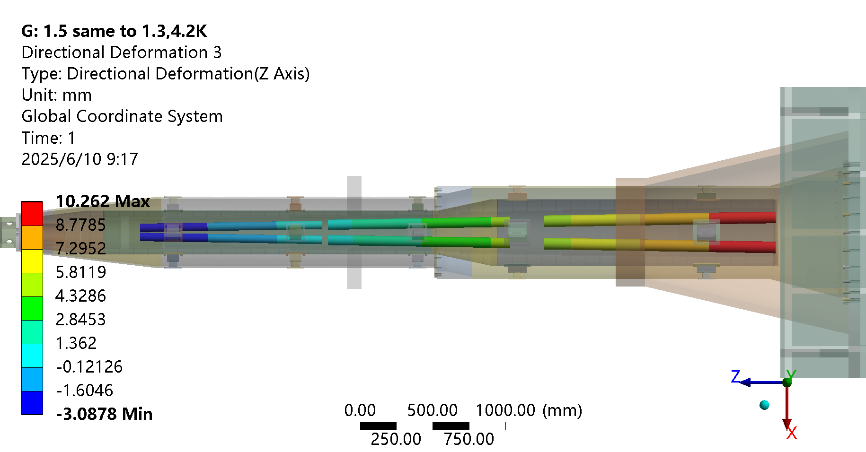 G: 1.5 same to 1.3,4.2K
Directional Deformation 3
Type: Directional Deformation(Z Axis)
Unit: mm
Global Coordinate System
Time: 1
2025/6/10 9:17
10.262 Max
8.7785
7.2952
5.8119
4.3286
2.8453
1.362
-0.12126
-1.6046
-3.0878 Min
Z
Y
X
0.00 500.00 1000.00 (mm)
250.00 750.00